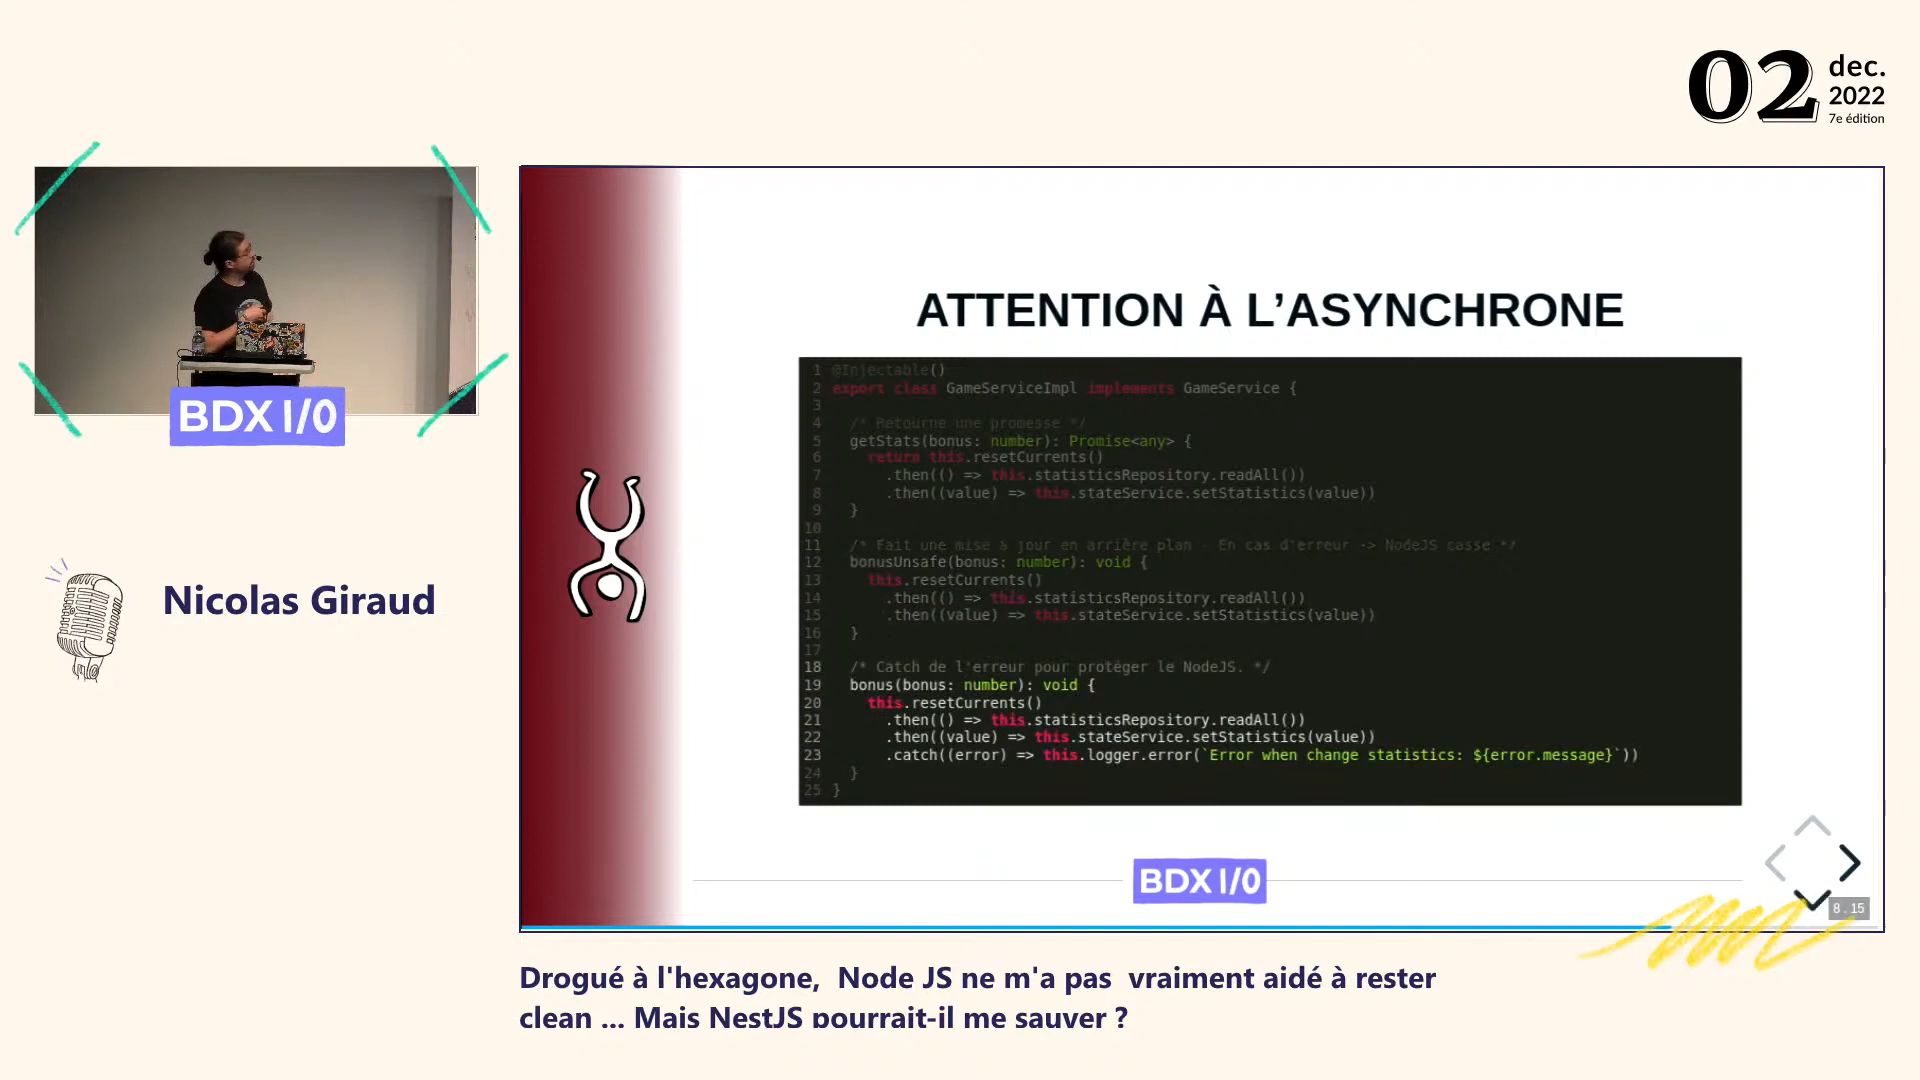 02 dec.
2022
7e édition
BDX I/O
Nicolas Giraud
ATTENTION À L’ASYNCHRONE
1 @Injectable()
2 export class GameServiceImpl implements GameService {
3
4 /* Retourne une promesse */
5 getStats(bonus: number): Promise<any> {
6 return this.resetCurrents()
7 .then(() => this.statisticsRepository.readAll())
8 .then((value) => this.stateService.setStatistics(value))
9 }
10
11 /* Fait une mise à jour en arrière plan - En cas d'erreur -> NodeJS casse */
12 bonusUnsafe(bonus: number): void {
13 this.resetCurrents()
14 .then(() => this.statisticsRepository.readAll())
15 .then((value) => this.stateService.setStatistics(value))
16 }
17
18 /* Catch de l'erreur pour protéger le NodeJS. */
19 bonus(bonus: number): void {
20 this.resetCurrents()
21 .then(() => this.statisticsRepository.readAll())
22 .then((value) => this.stateService.setStatistics(value))
23 .catch((error) => this.logger.error(`Error when change statistics: ${error.message}`))
24 }
25 }
BDX I/O
8.15
Drogué à l'hexagone, Node JS ne m'a pas vraiment aidé à rester
clean ... Mais NestJS pourrait-il me sauver ?